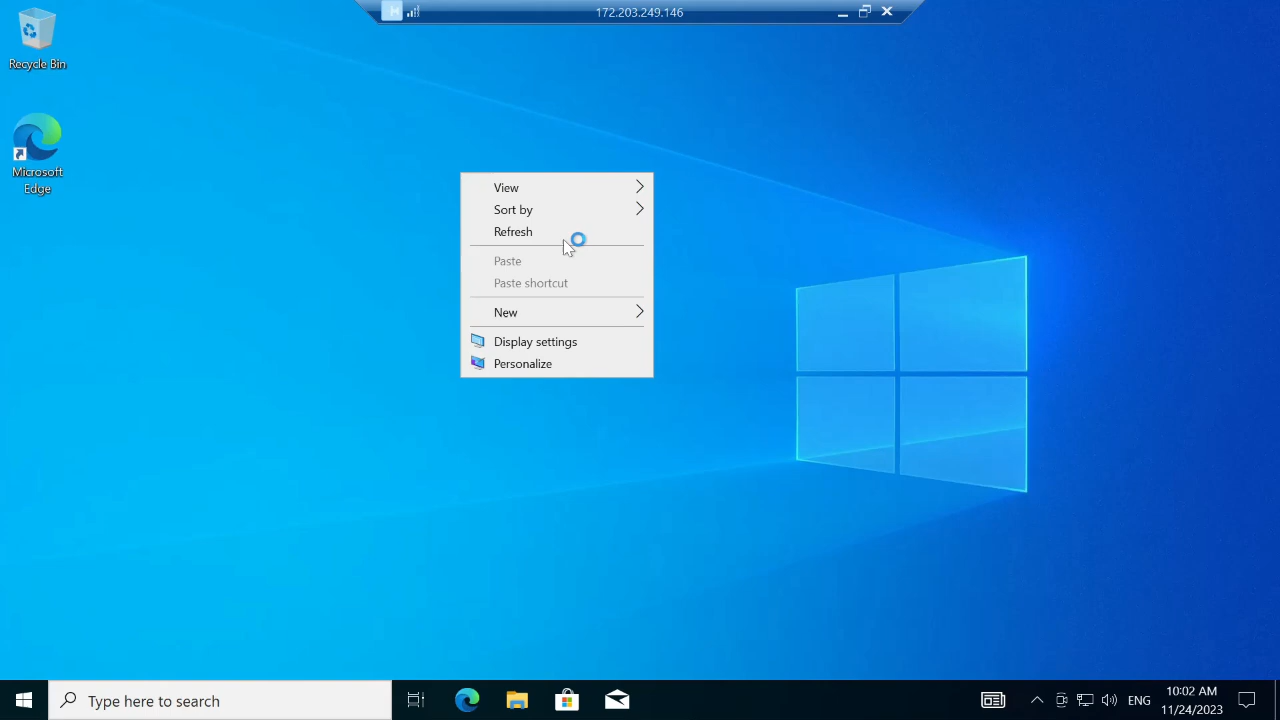 172.203.249.146
Recycle Bin
Microsoft
Edge
View
Sort by
Refresh
Paste
Paste shortcut
New
Display settings
Personalize
Type here to search
ENG
10:02 AM
11/24/2023